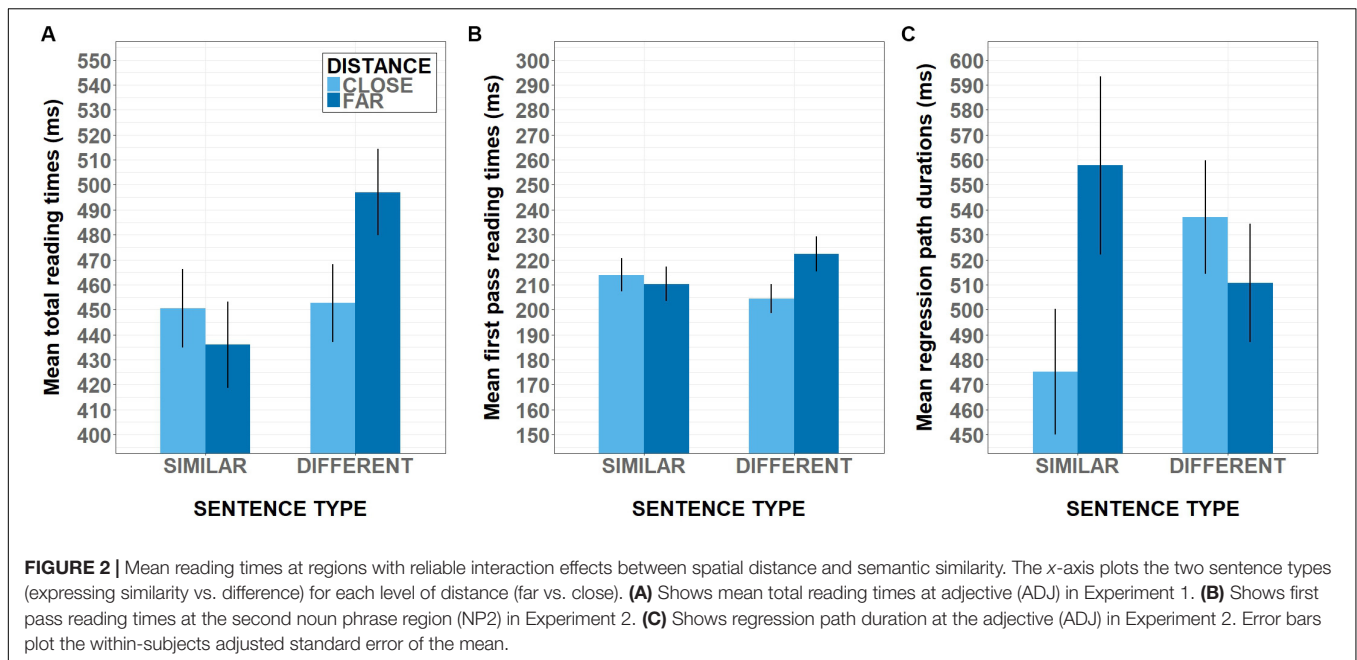 A
Mean total reading times (ms)
550
540
530
520
510
500
490
480
470
460
450
440
430
420
410
400
DISTANCE
CLOSE
FAR
SIMILAR DIFFERENT
SENTENCE TYPE
B
Mean first pass reading times (ms)
300
290
280
270
260
250
240
230
220
210
200
190
180
170
160
150
SIMILAR DIFFERENT
SENTENCE TYPE
C
Mean regression path durations (ms)
600
590
580
570
560
550
540
530
520
510
500
490
480
470
460
450
SIMILAR DIFFERENT
SENTENCE TYPE
FIGURE 2 | Mean reading times at regions with reliable interaction effects between spatial distance and semantic similarity. The x-axis plots the two sentence types
(expressing similarity vs. difference) for each level of distance (far vs. close). (A) Shows mean total reading times at adjective (ADJ) in Experiment 1. (B) Shows first
pass reading times at the second noun phrase region (NP2) in Experiment 2. (C) Shows regression path duration at the adjective (ADJ) in Experiment 2. Error bars
plot the within-subjects adjusted standard error of the mean.